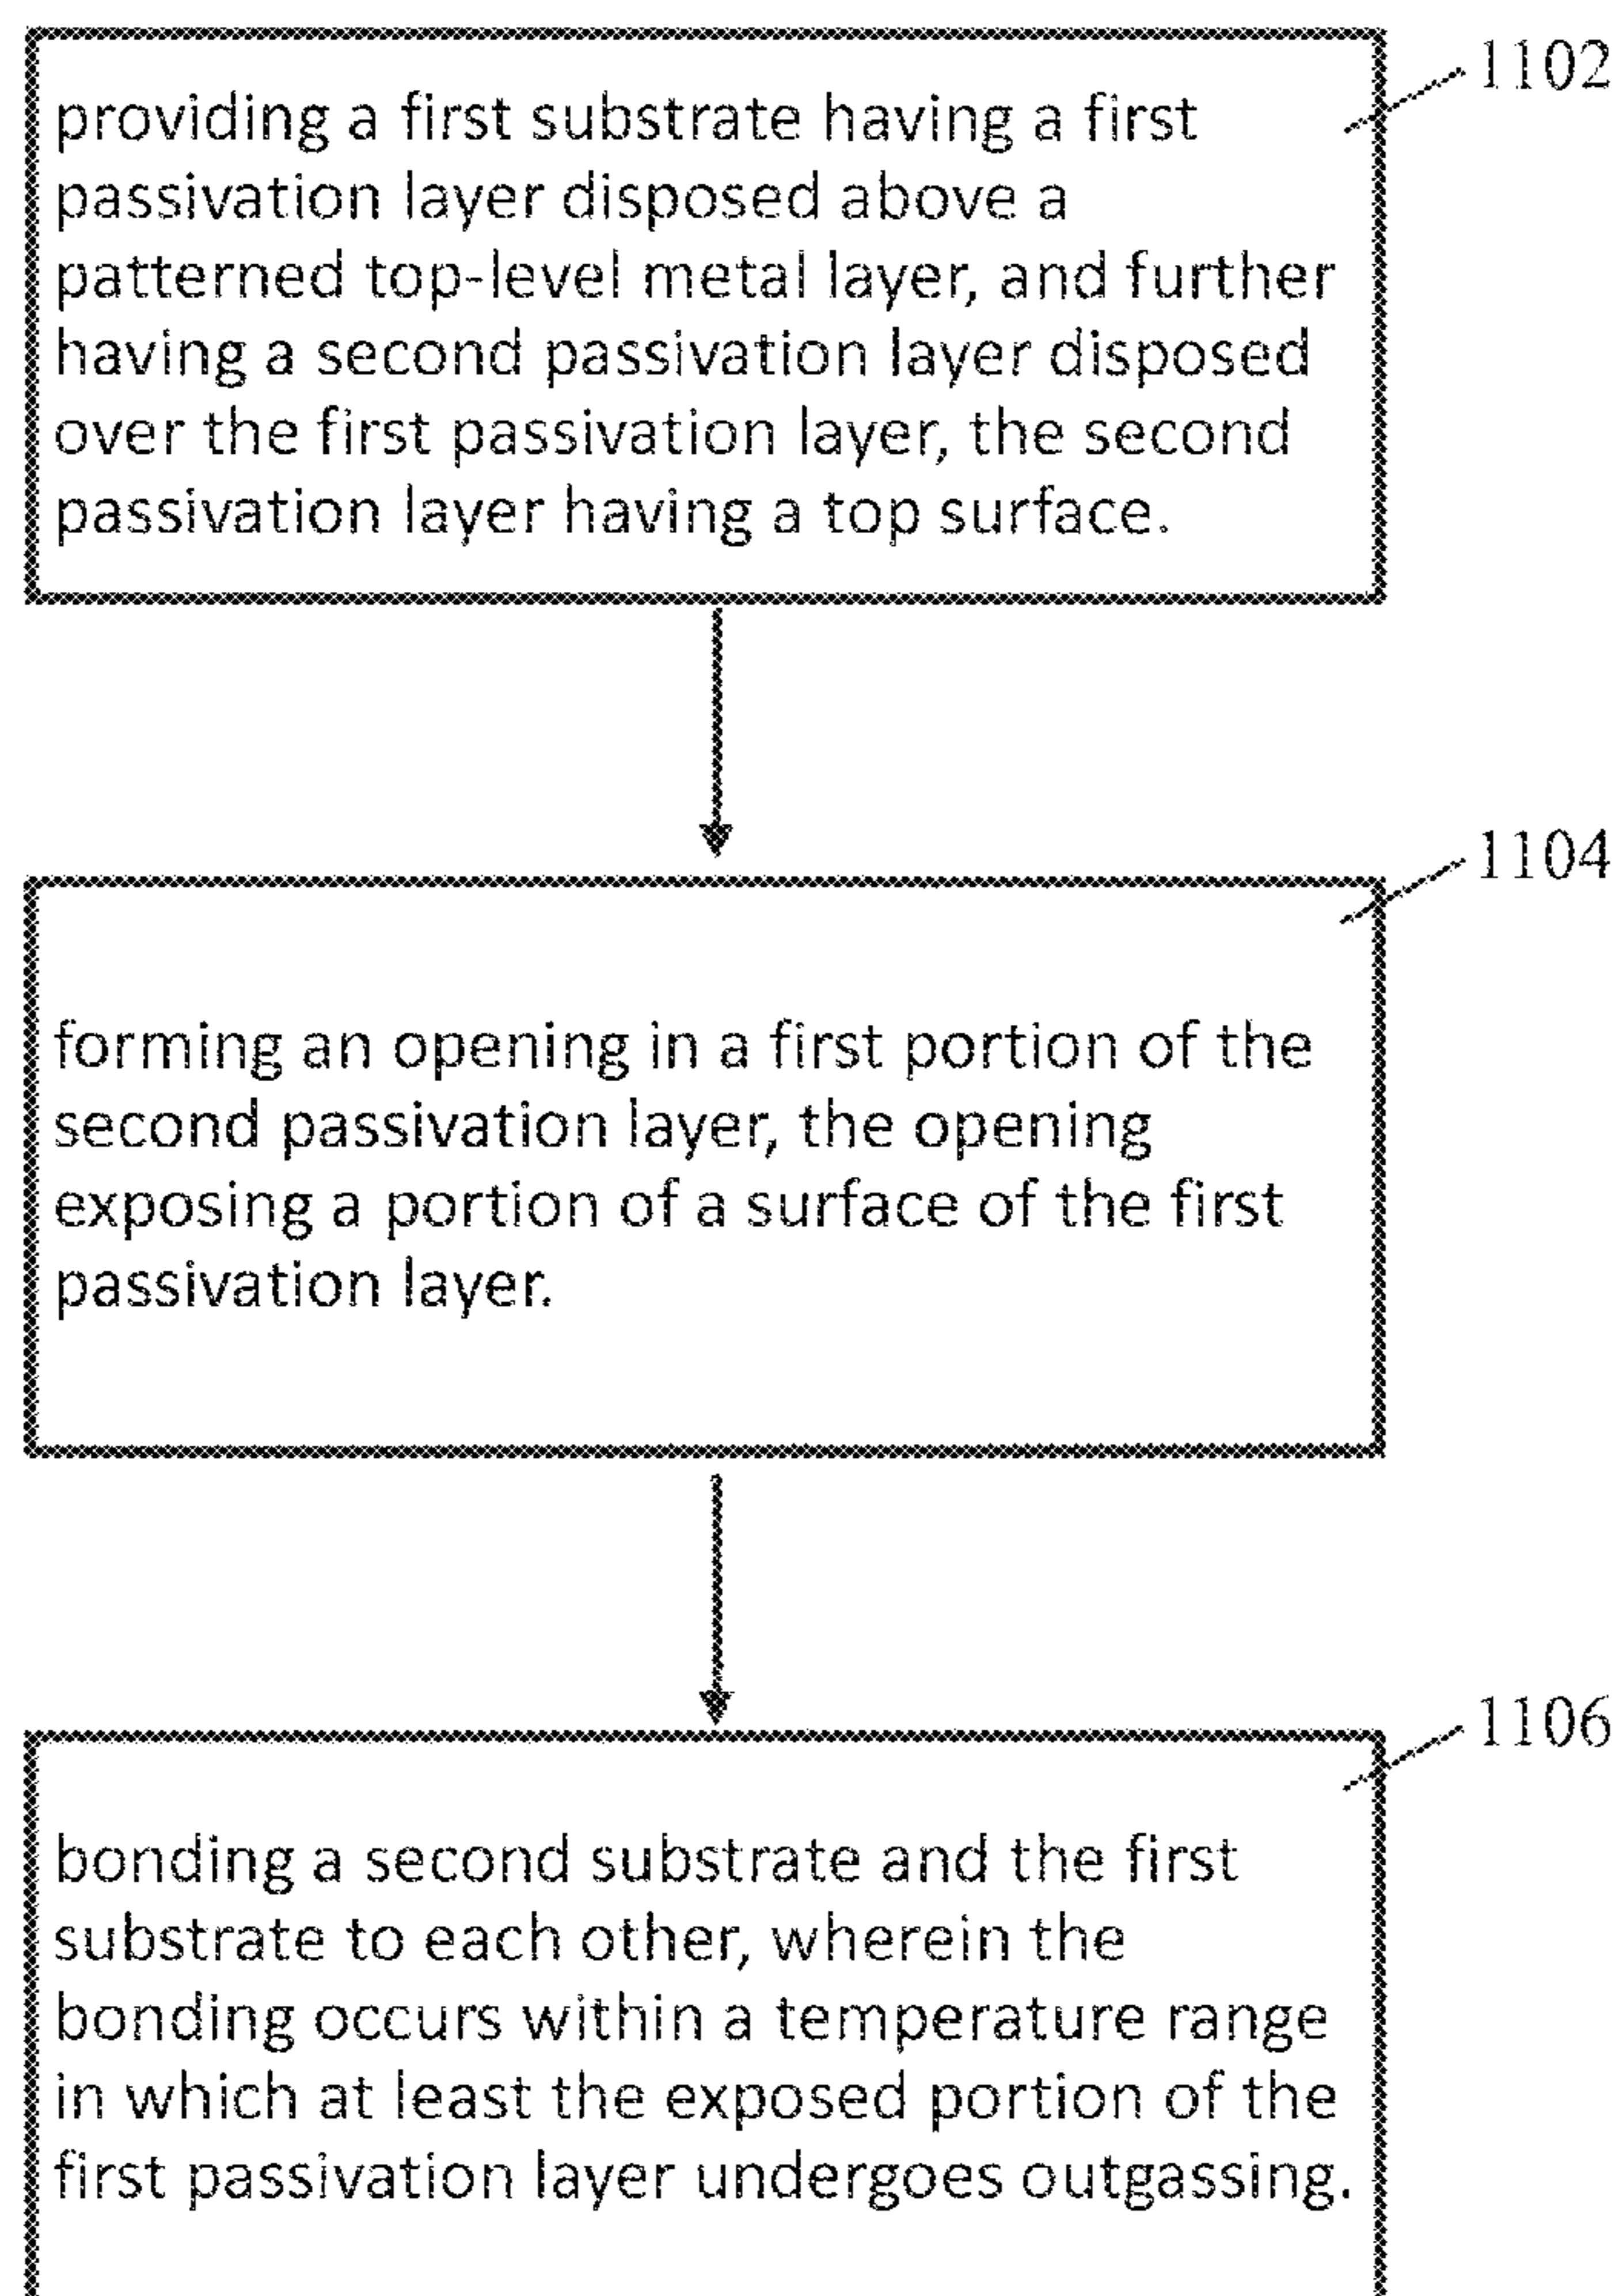 1102
providing a first substrate having a first
passivation layer disposed above a
patterned top-level metal layer, and further
having a second passivation layer disposed
over the first passivation layer, the second
passivation layer having a top surface.
1104
forming an opening in a first portion of the
second passivation layer, the opening
exposing a portion of a surface of the first
passivation layer.
1106
bonding a second substrate and the first
substrate to each other, wherein the
bonding occurs within a temperature range
in which at least the exposed portion of the
first passivation layer undergoes outgassing.